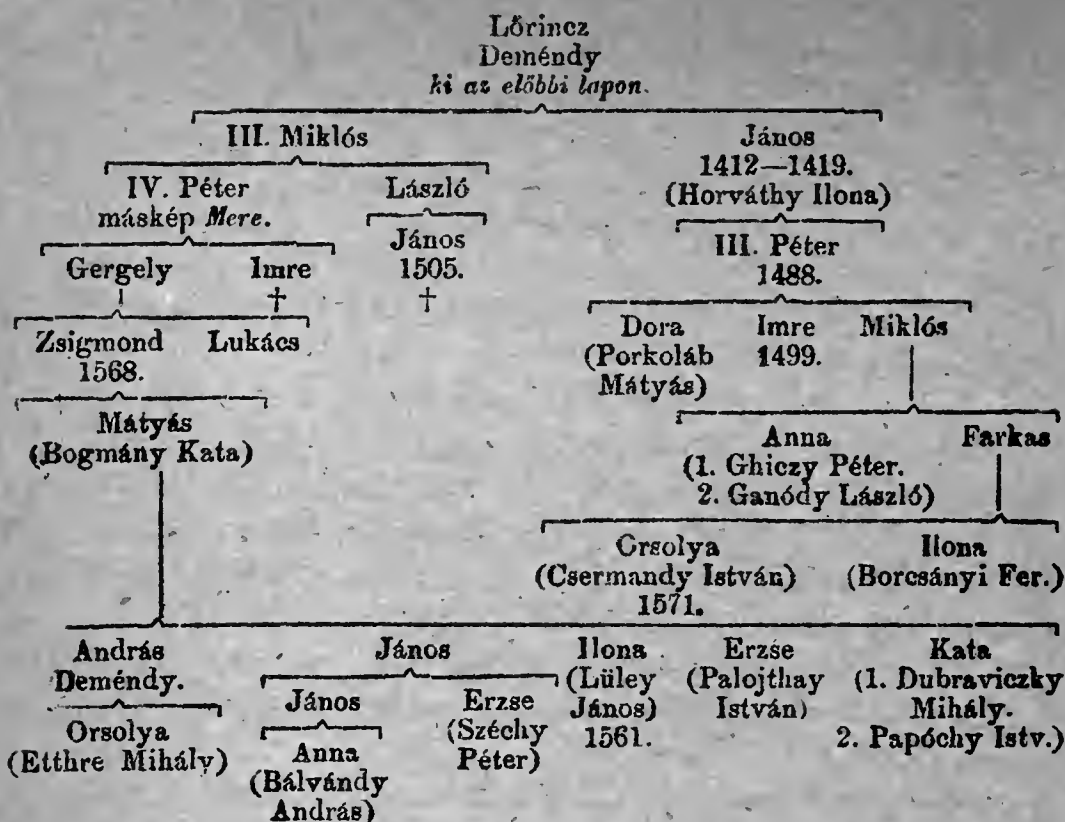 Lőrincz
Deméndy
ki az előbbi lapon.
III. Miklós János
1412—1419.
IV. Péter László (Horváthy Ilona)
máskép Mere.
János III. Péter
Gergely Imre 1505. 1488.
† †
Dora Imre Miklós
Zsigmond Lukács (Porkoláb 1499.
1568. Mátyás)
Mátyás
(Bogmány Kata) Anna Farkas
(1. Ghiczy Péter.
2. Ganódy László)
Orsolya Ilona
(Csermandy István) (Borcsányi Fer.)
1571.
András János Ilona Erzse Kata
Deméndy. (Lüley (Palojthay (1. Dubraviczky
János Erzse János) István) Mihály.
Orsolya (Széchy 1561. 2. Papóchy Istv.)
(Etthre Mihály) Anna Péter)
(Bálvándy
András)